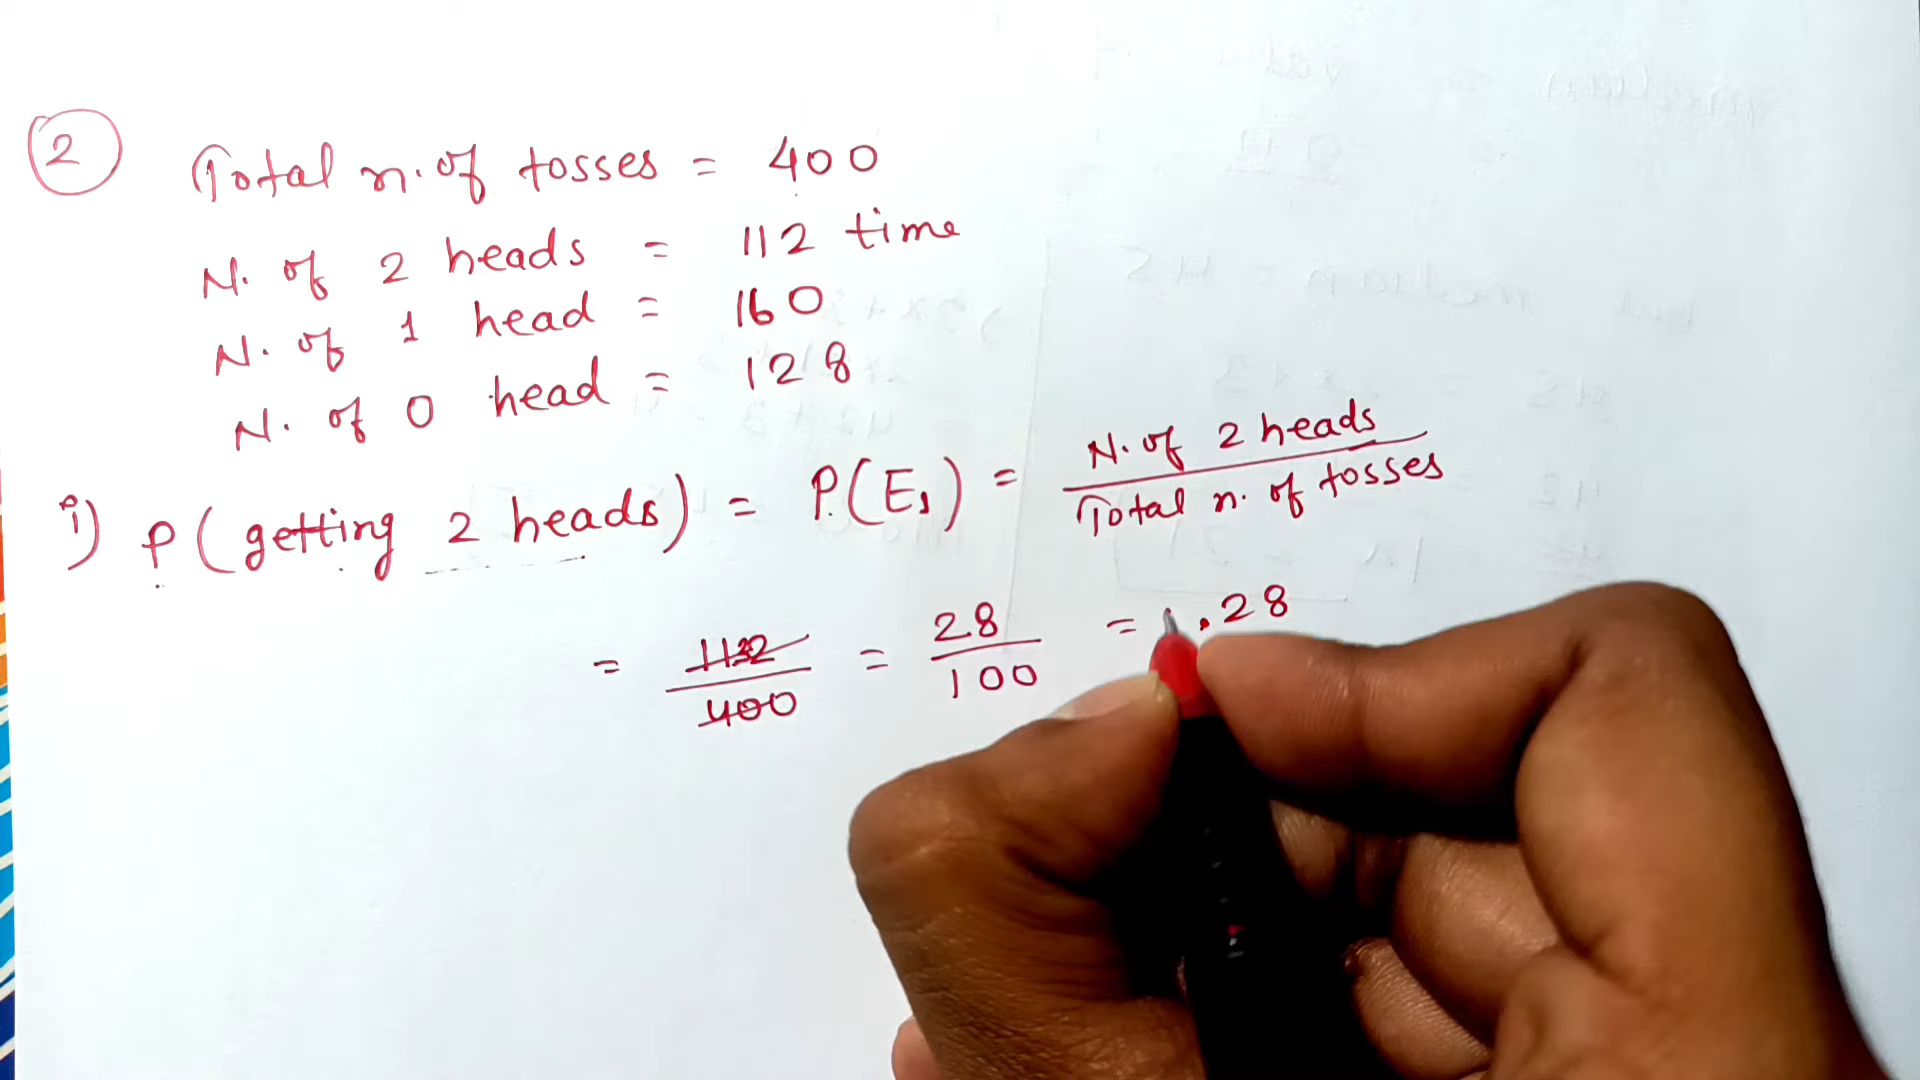 2
Total n. of tosses = 400
N. of 2 heads = 112 time
N. of 1 head = 160
N. of 0 head = 128
i) P(getting 2 heads) = P(E₁) = N. of 2 heads / Total n. of tosses
= 112/400 = 28/100 = .28